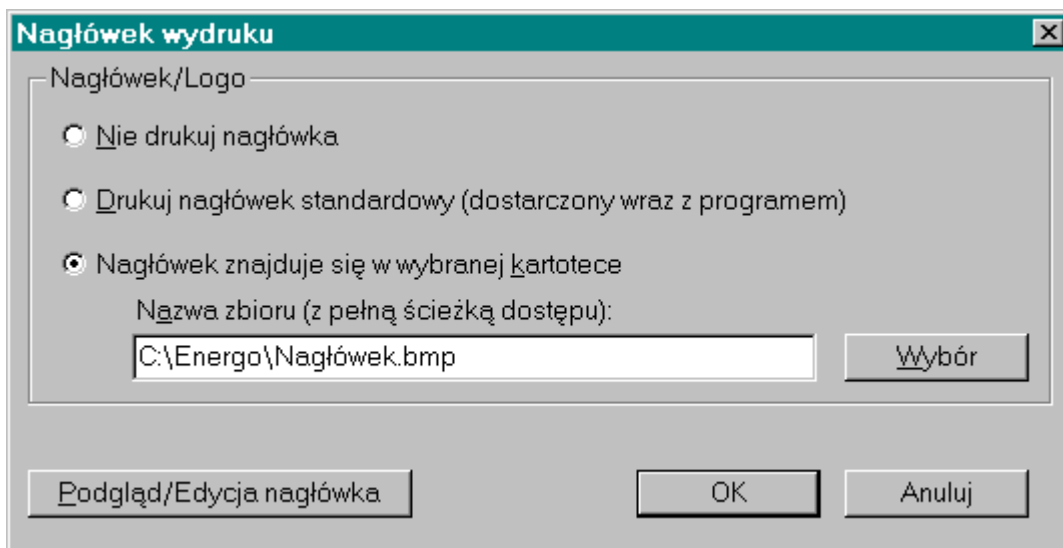 Nagłówek wydruku
Nagłówek/Logo
Nie drukuj nagłówka
Drukuj nagłówek standardowy (dostarczony wraz z programem)
Nagłówek znajduje się w wybranej kartotece
Nazwa zbioru (z pełną ścieżką dostępu):
C:\Energo\Nagłówek.bmp
Wybór
Podgląd/Edycja nagłówka
OK
Anuluj